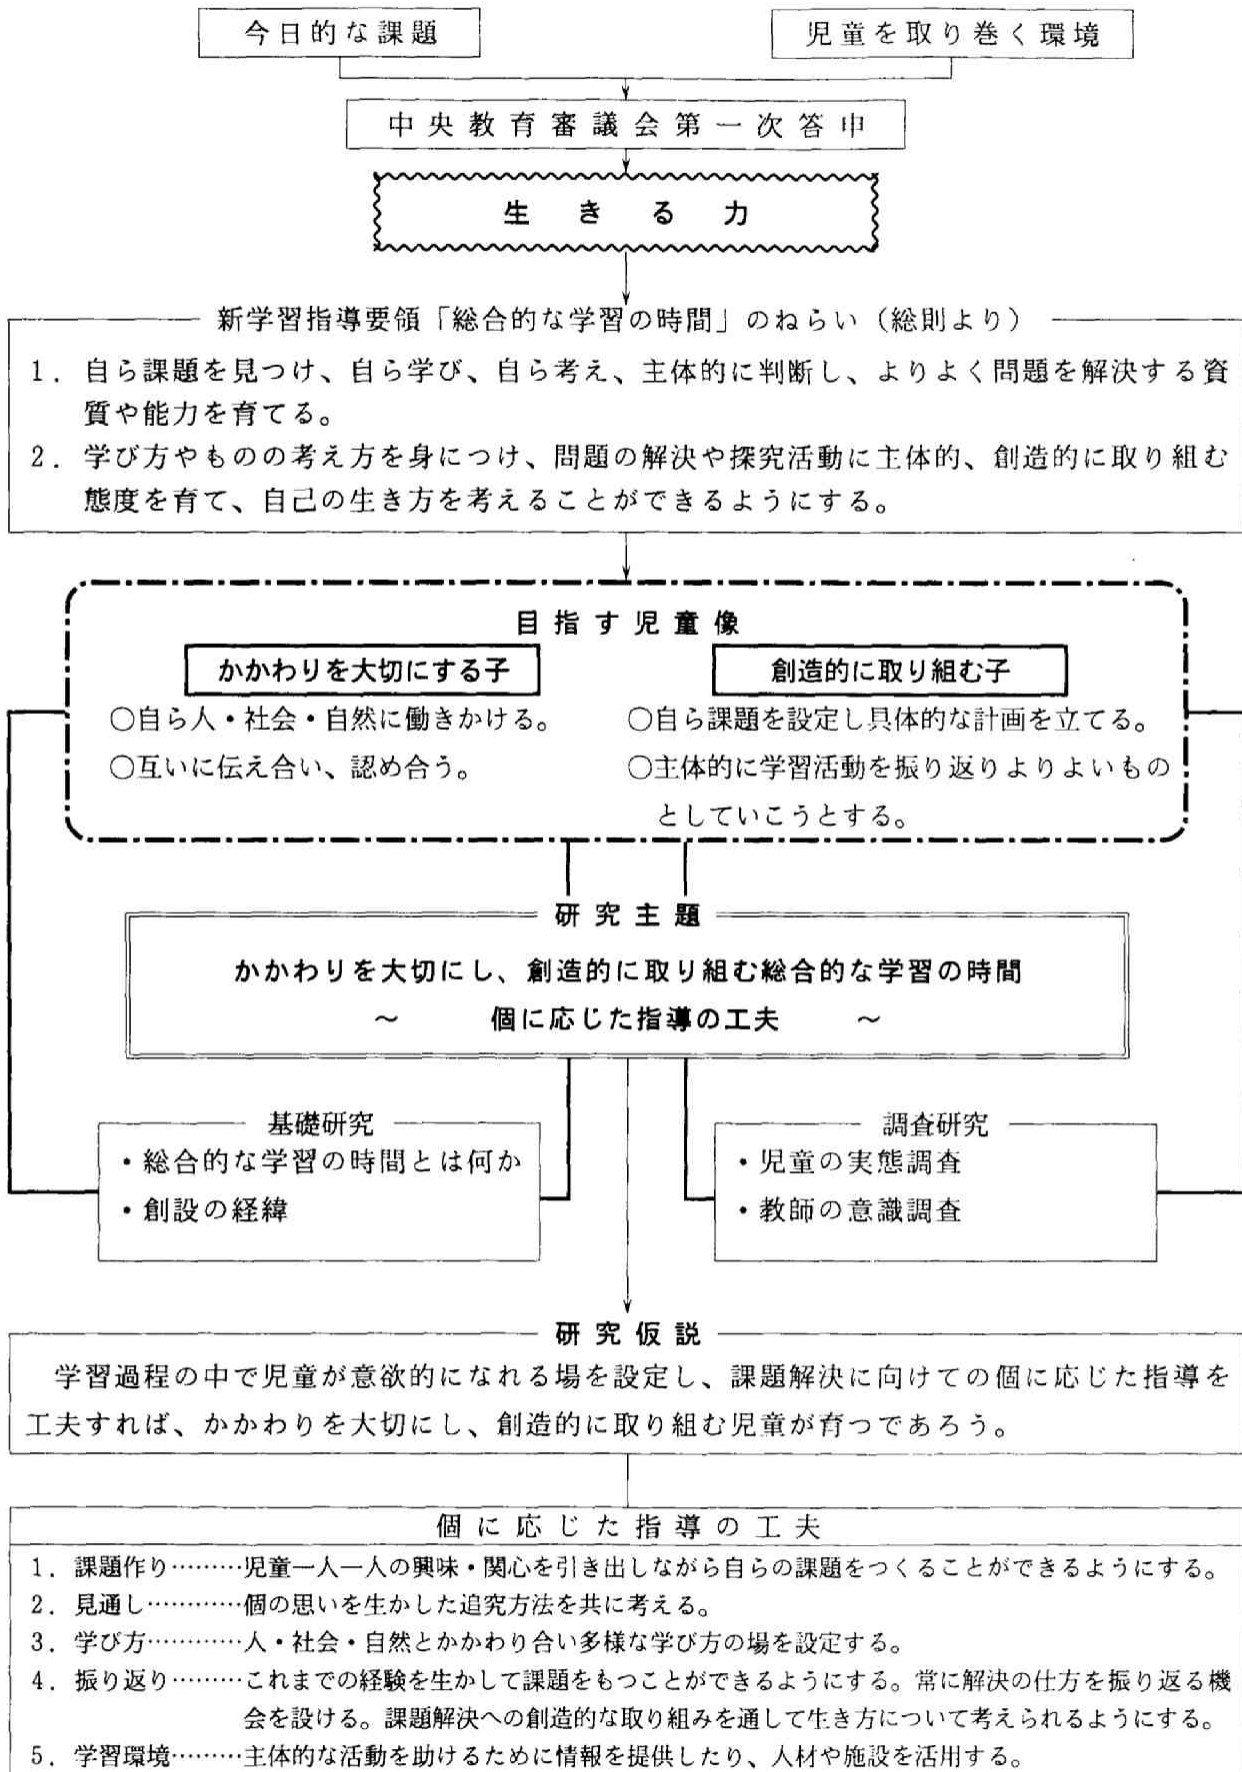 今日的な課題
児童を取り巻く環境
中央教育審議会第一次答申
生きる力
新学習指導要領「総合的な学習の時間」のねらい（総則より）
1．自ら課題を見つけ、自ら学び、自ら考え、主体的に判断し、よりよく問題を解決する資
質や能力を育てる。
2．学び方やものの考え方を身につけ、問題の解決や探究活動に主体的、創造的に取り組む
態度を育て、自己の生き方を考えることができるようにする。
目指す児童像
かかわりを大切にする子
○自ら人・社会・自然に働きかける。
○互いに伝え合い、認め合う。
創造的に取り組む子
○自ら課題を設定し具体的な計画を立てる。
○主体的に学習活動を振り返りよりよいもの
としていこうとする。
研究主題
かかわりを大切にし、創造的に取り組む総合的な学習の時間
～　個に応じた指導の工夫　～
基礎研究
・総合的な学習の時間とは何か
・創設の経緯
調査研究
・児童の実態調査
・教師の意識調査
研究仮説
学習過程の中で児童が意欲的になれる場を設定し、課題解決に向けての個に応じた指導を
工夫すれば、かかわりを大切にし、創造的に取り組む児童が育つであろう。
個に応じた指導の工夫
1．課題作り………児童一人一人の興味・関心を引き出しながら自らの課題をつくることができるようにする。
2．見通し…………個の思いを生かした追究方法を共に考える。
3．学び方…………人・社会・自然とかかわり合い多様な学び方の場を設定する。
4．振り返り………これまでの経験を生かして課題をもつことができるようにする。常に解決の仕方を振り返る機
会を設ける。課題解決への創造的な取り組みを通して生き方について考えられるようにする。
5．学習環境………主体的な活動を助けるために情報を提供したり、人材や施設を活用する。